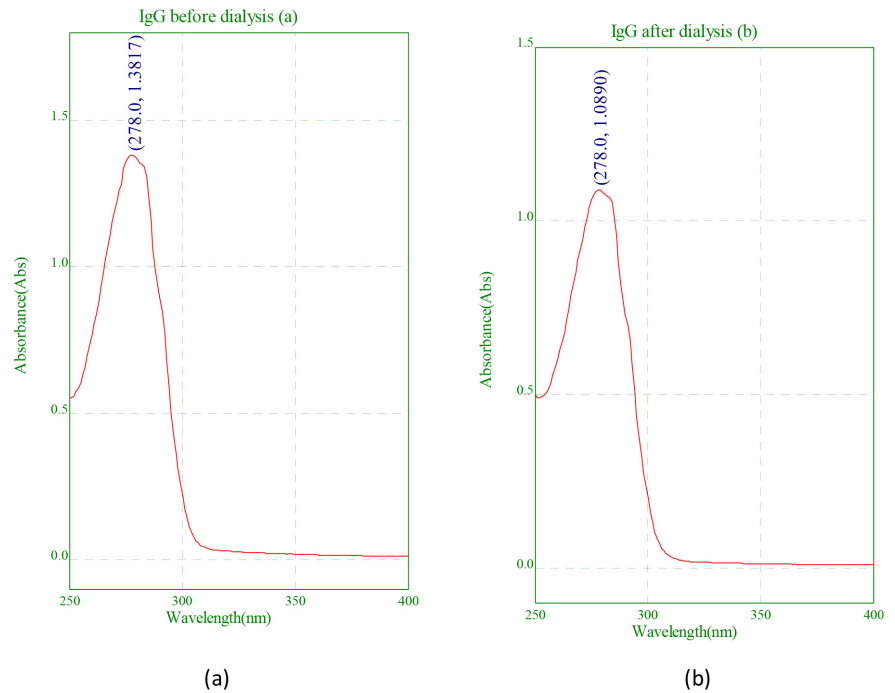 IgG before dialysis (a)
(278.0, 1.3817)
1.5
1.0
0.5
0.0
Absorbance(Abs)
250
300
350
400
Wavelength(nm)
(a)
IgG after dialysis (b)
(278.0, 1.0890)
1.5
1.0
0.5
0.0
Absorbance(Abs)
250
300
350
400
Wavelength(nm)
(b)